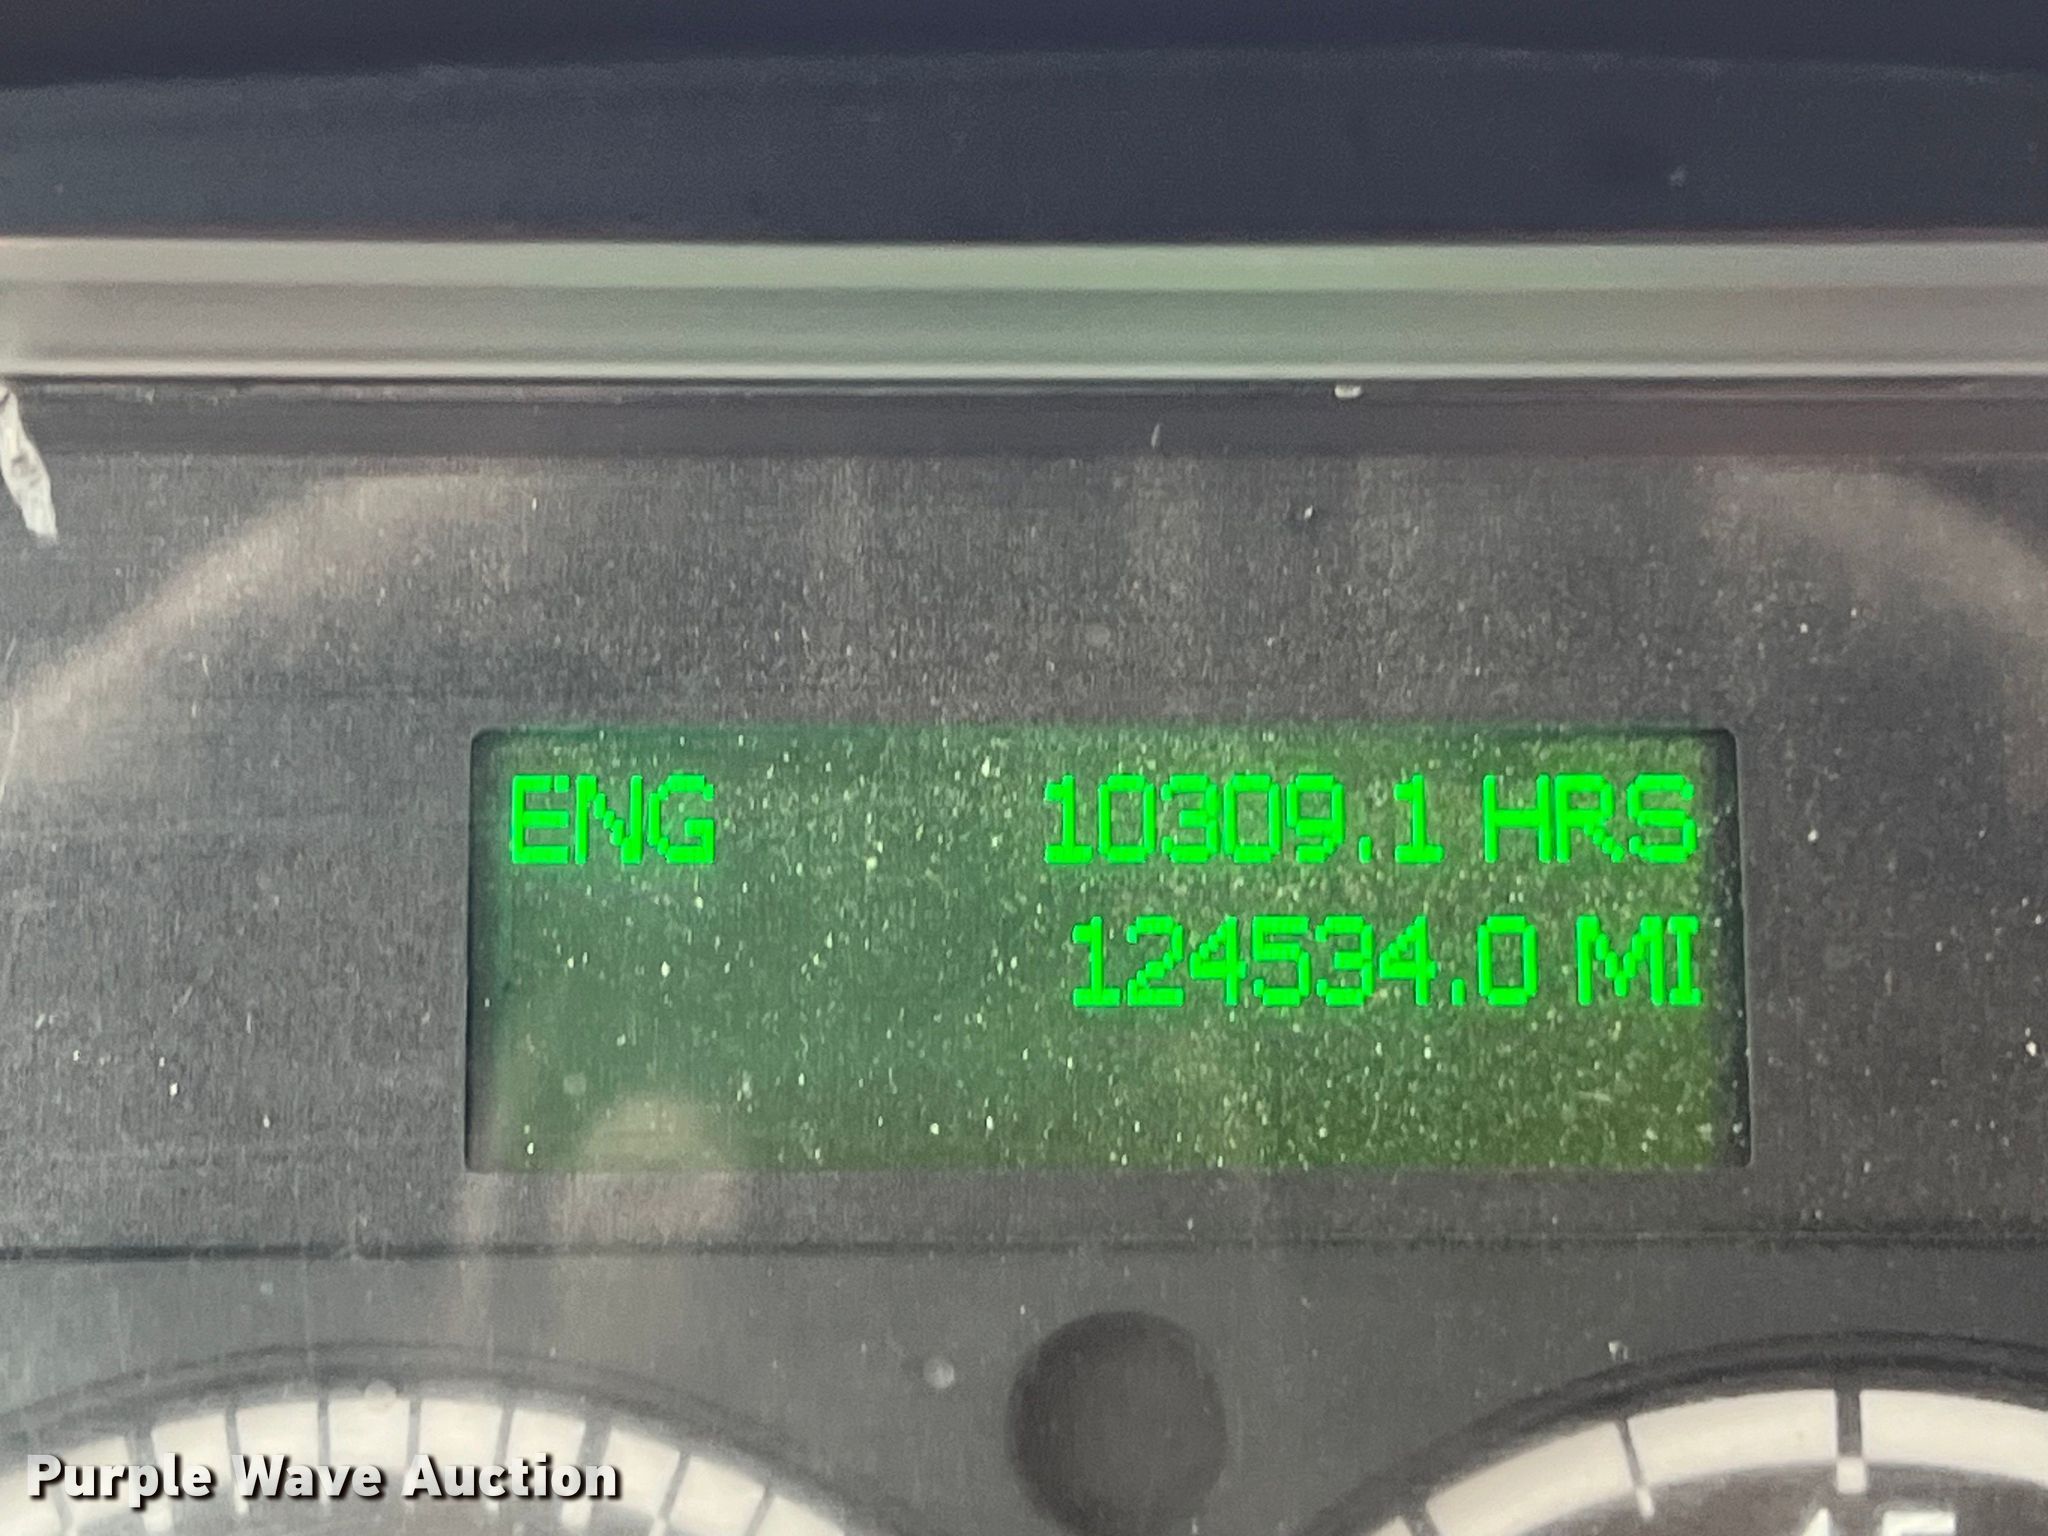 ENG 10309.1 HRS
124534.0 MI
Purple Wave Auction